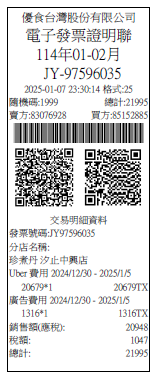 優食台灣股份有限公司
電子發票證明聯
114年01-02月
JY-97596035
2025-01-07 23:30:14 格式:25
隨機碼:1999 總計:21995
賣方:83076928 買方:85152885
交易明細資料
發票號碼:JY97596035
分店名稱:
珍煮丹 汐止中興店
Uber 費用 2024/12/30 - 2025/1/5
20679*1 20679TX
廣告費用 2024/12/30 - 2025/1/5
1316*1 1316TX
銷售額(應稅): 20948
稅額: 1047
總計: 21995